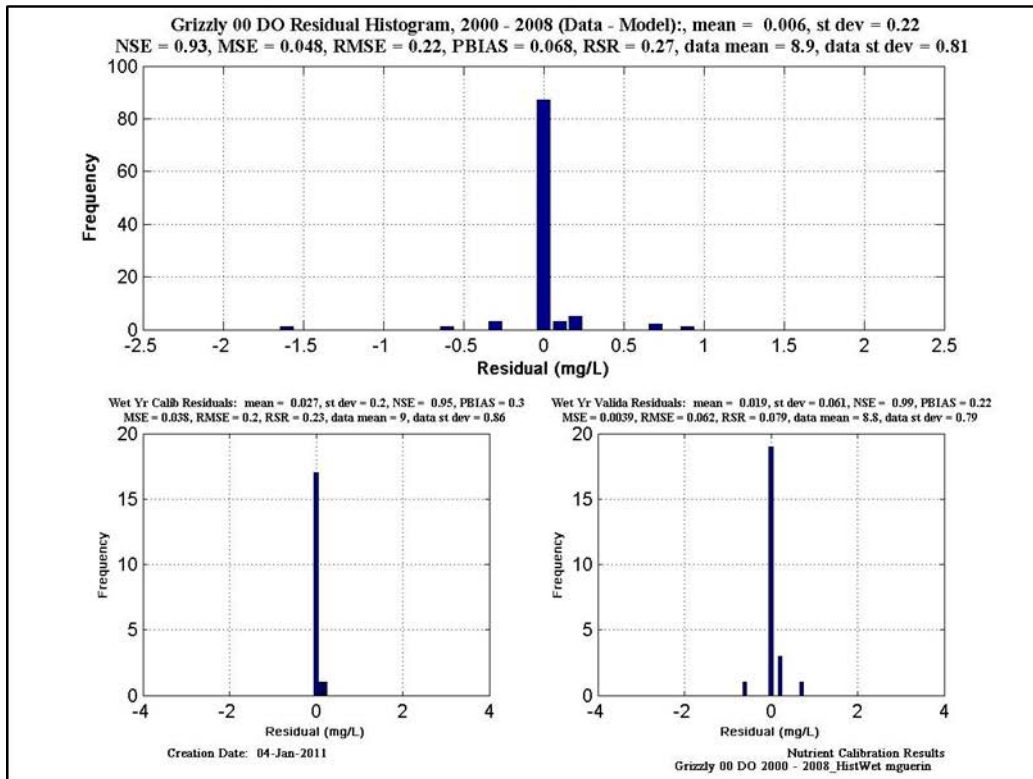 Grizzly 00 DO Residual Histogram, 2000 - 2008 (Data - Model):, mean = 0.006, st dev = 0.22
NSE = 0.93, MSE = 0.048, RMSE = 0.22, PBIAS = 0.068, RSR = 0.27, data mean = 8.9, data st dev = 0.81
100
80
60
40
20
0
Frequency
-2.5 -2 -1.5 -1 -0.5 0 0.5 1 1.5 2 2.5
Residual (mg/L)
Wet Yr Calib Residuals: mean = 0.027, st dev = 0.2, NSE = 0.95, PBIAS = 0.3
MSE = 0.038, RMSE = 0.2, RSR = 0.23, data mean = 9, data st dev = 0.86
20
15
10
5
0
Frequency
-4 -2 0 2 4
Residual (mg/L)
Creation Date: 04-Jan-2011
Wet Yr Valida Residuals: mean = 0.019, st dev = 0.061, NSE = 0.99, PBIAS = 0.22
MSE = 0.0039, RMSE = 0.062, RSR = 0.079, data mean = 8.8, data st dev = 0.79
20
15
10
5
0
Frequency
-4 -2 0 2 4
Residual (mg/L)
Nutrient Calibration Results
Grizzly 00 DO 2000 - 2008_HistWet mguerin